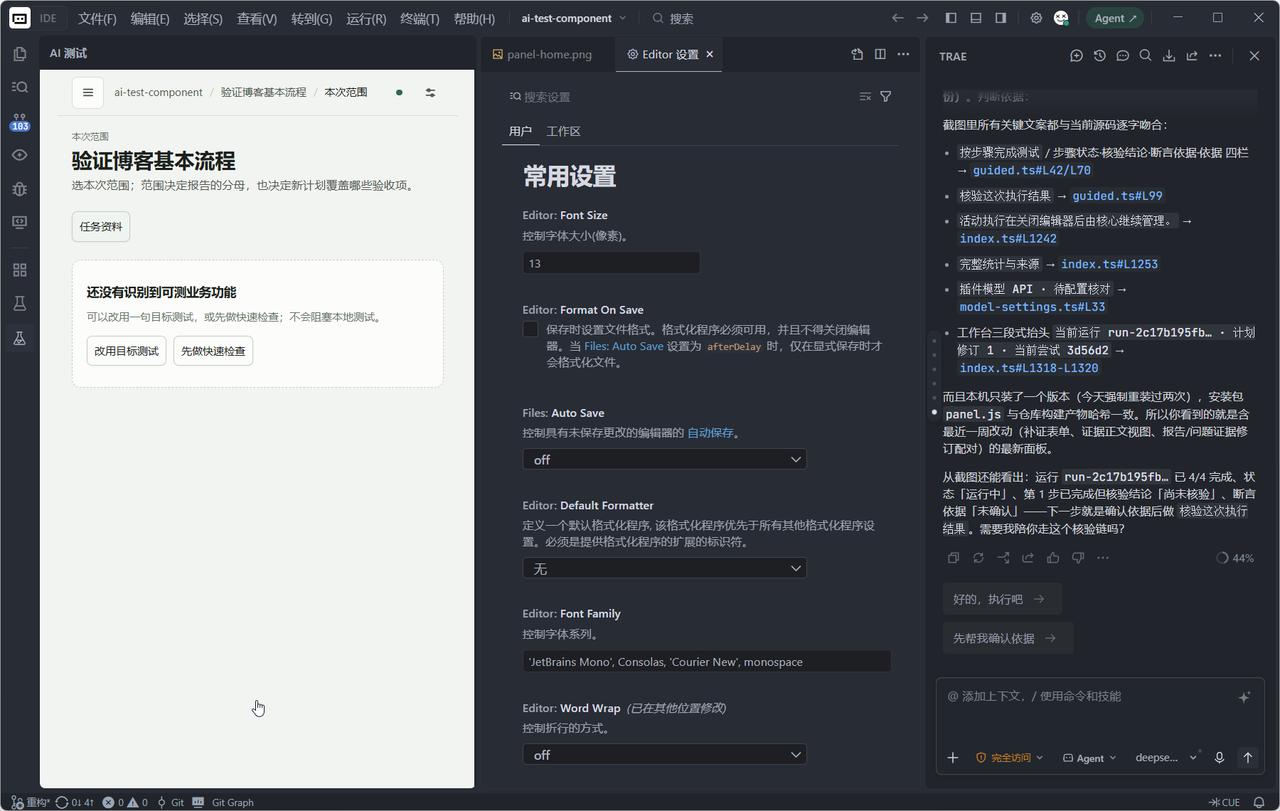 IDE 文件(F) 编辑(E) 选择(S) 查看(V) 转到(G) 运行(R) 终端(T) 帮助(H) ai-test-component 搜索 Agent ↗
103
AI 测试
ai-test-component / 验证博客基本流程 / 本次范围
本次范围
验证博客基本流程
选本次范围；范围决定报告的分母，也决定新计划覆盖哪些验收项。
任务资料
还没有识别到可测业务功能
可以改用一句目标测试，或先做快速检查；不会阻塞本地测试。
改用目标测试 先做快速检查
panel-home.png Editor 设置
搜索设置
用户 工作区
常用设置
Editor: Font Size
控制字体大小(像素)。
13
Editor: Format On Save
保存时设置文件格式。格式化程序必须可用，并且不得关闭编辑
器。当 Files: Auto Save 设置为 afterDelay 时，仅在显式保存时才
会格式化文件。
Files: Auto Save
控制具有未保存更改的编辑器的 自动保存。
off
Editor: Default Formatter
定义一个默认格式化程序, 该格式化程序优先于所有其他格式化程序设
置。必须是提供格式化程序的扩展的标识符。
无
Editor: Font Family
控制字体系列。
'JetBrains Mono', Consolas, 'Courier New', monospace
Editor: Word Wrap (已在其他位置修改)
控制折行的方式。
off
TRAE
份）。判断依据：
截图里所有关键文案都与当前源码逐字吻合：
• 按步骤完成测试 / 步骤状态·核验结论·断言依据·依据 四栏
→ guided.ts#L42/L70
• 核验这次执行结果 → guided.ts#L99
• 活动执行在关闭编辑器后由核心继续管理。 →
index.ts#L1242
• 完整统计与来源 → index.ts#L1253
• 插件模型 API · 待配置核对 →
model-settings.ts#L33
• 工作台三段式抬头 当前运行 run-2c17b195fb… · 计划
修订 1 · 当前尝试 3d56d2 →
index.ts#L1318-L1320
而且本机只装了一个版本（今天强制重装过两次），安装包
panel.js 与仓库构建产物哈希一致。所以你看到的就是含
最近一周改动（补证表单、证据正文视图、报告/问题证据修
订配对）的最新面板。
从截图还能看出：运行 run-2c17b195fb… 已 4/4 完成、状
态「运行中」、第 1 步已完成但核验结论「尚未核验」、断言
依据「未确认」——下一步就是确认依据后做 核验这次执行
结果 。需要我陪你走这个核验链吗？
44%
好的，执行吧 →
先帮我确认依据 →
@ 添加上下文，/ 使用命令和技能
完全访问 Agent deepse...
重构* 0↓ 4↑ 0 0 Git Git Graph CUE